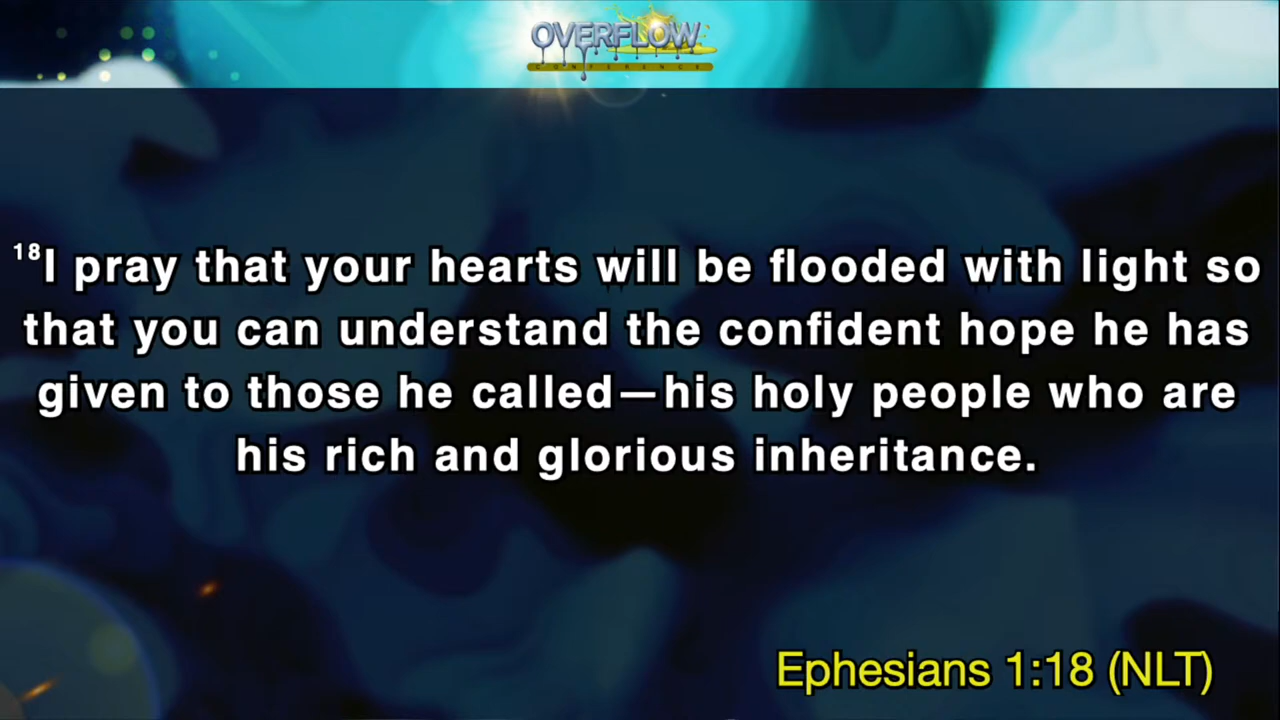 OVERFLOW
CONFERENCE
18I pray that your hearts will be flooded with light so
that you can understand the confident hope he has
given to those he called—his holy people who are
his rich and glorious inheritance.
Ephesians 1:18 (NLT)